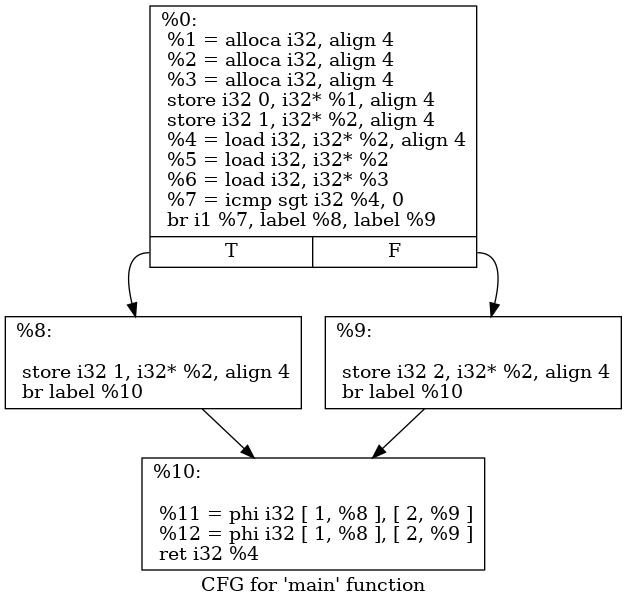 %0:
%1 = alloca i32, align 4
%2 = alloca i32, align 4
%3 = alloca i32, align 4
store i32 0, i32* %1, align 4
store i32 1, i32* %2, align 4
%4 = load i32, i32* %2, align 4
%5 = load i32, i32* %2
%6 = load i32, i32* %3
%7 = icmp sgt i32 %4, 0
br i1 %7, label %8, label %9
T F
%8:
store i32 1, i32* %2, align 4
br label %10
%9:
store i32 2, i32* %2, align 4
br label %10
%10:
%11 = phi i32 [ 1, %8 ], [ 2, %9 ]
%12 = phi i32 [ 1, %8 ], [ 2, %9 ]
ret i32 %4
CFG for 'main' function